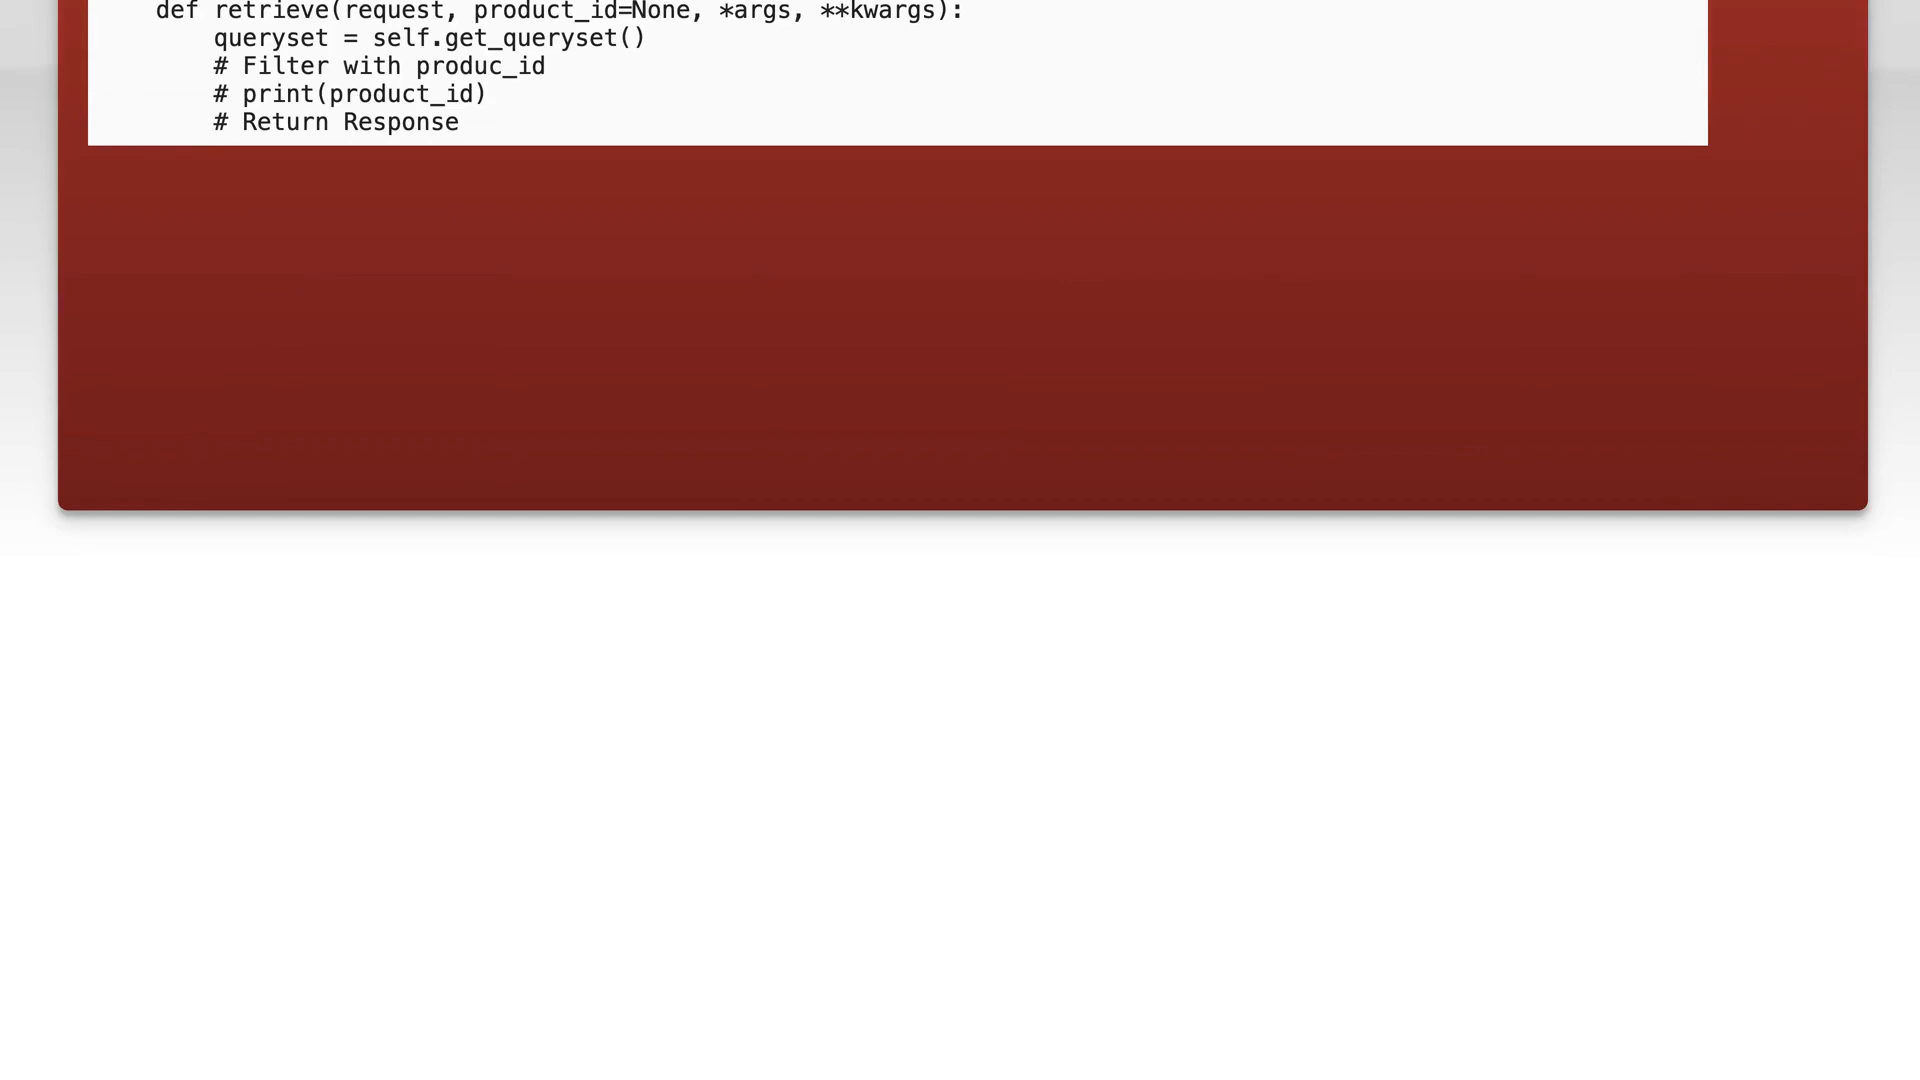 def retrieve(request, product_id=None, *args, **kwargs):
queryset = self.get_queryset()
# Filter with produc_id
# print(product_id)
# Return Response